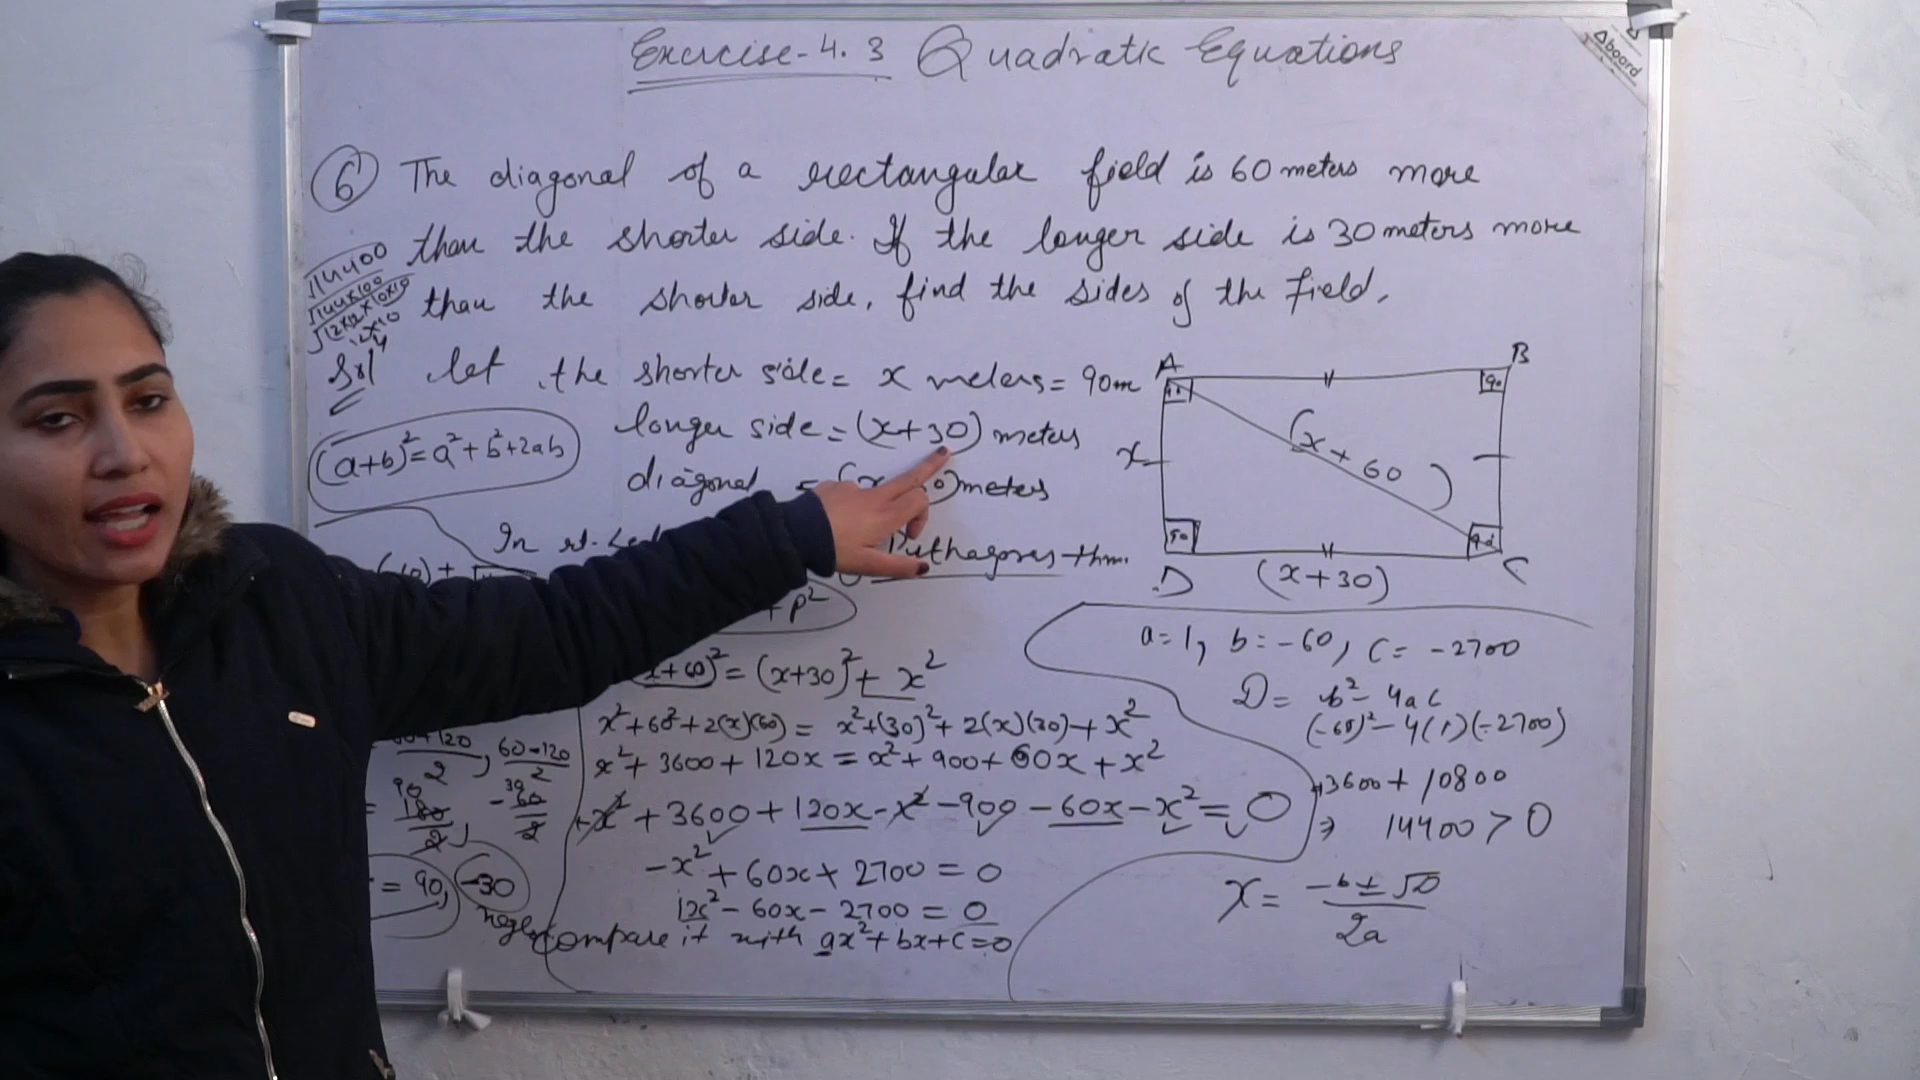 Exercise-4.3 Quadratic Equations
Aboard
⑥ The diagonal of a rectangular field is 60 meters more
than the shorter side. If the longer side is 30 meters more
than the shorter side, find the sides of the field.
√14400
√144×100
√12×12×10×10
12×10
Sol let the shorter side = x meters = 90m
longer side = (x+30) meters
diagonal = (x 0) meters
(a+b)² = a²+b²+2ab
In rt.
Pythagoras thm.
+ P²
A
B
C
D
x
(x+60)
(x+30)
90
90
(x+60)² = (x+30)² + x²
x²+60²+2(x)(60) = x²+(30)²+2(x)(30)+x²
x²+3600+120x = x²+900+60x+x²
+x²+3600+120x-x²-900-60x-x²=0
-x²+60x+2700=0
1x²-60x-2700=0
Compare it with ax²+bx+c=0
a=1, b=-60, c=-2700
D = b²-4ac
(-60)²-4(1)(-2700)
+3600+10800
⇒ 14400>0
x = -b±√D
2a
60+120, 60-120
2 2
90 30
= 180, -60
2 2
= 90, -30